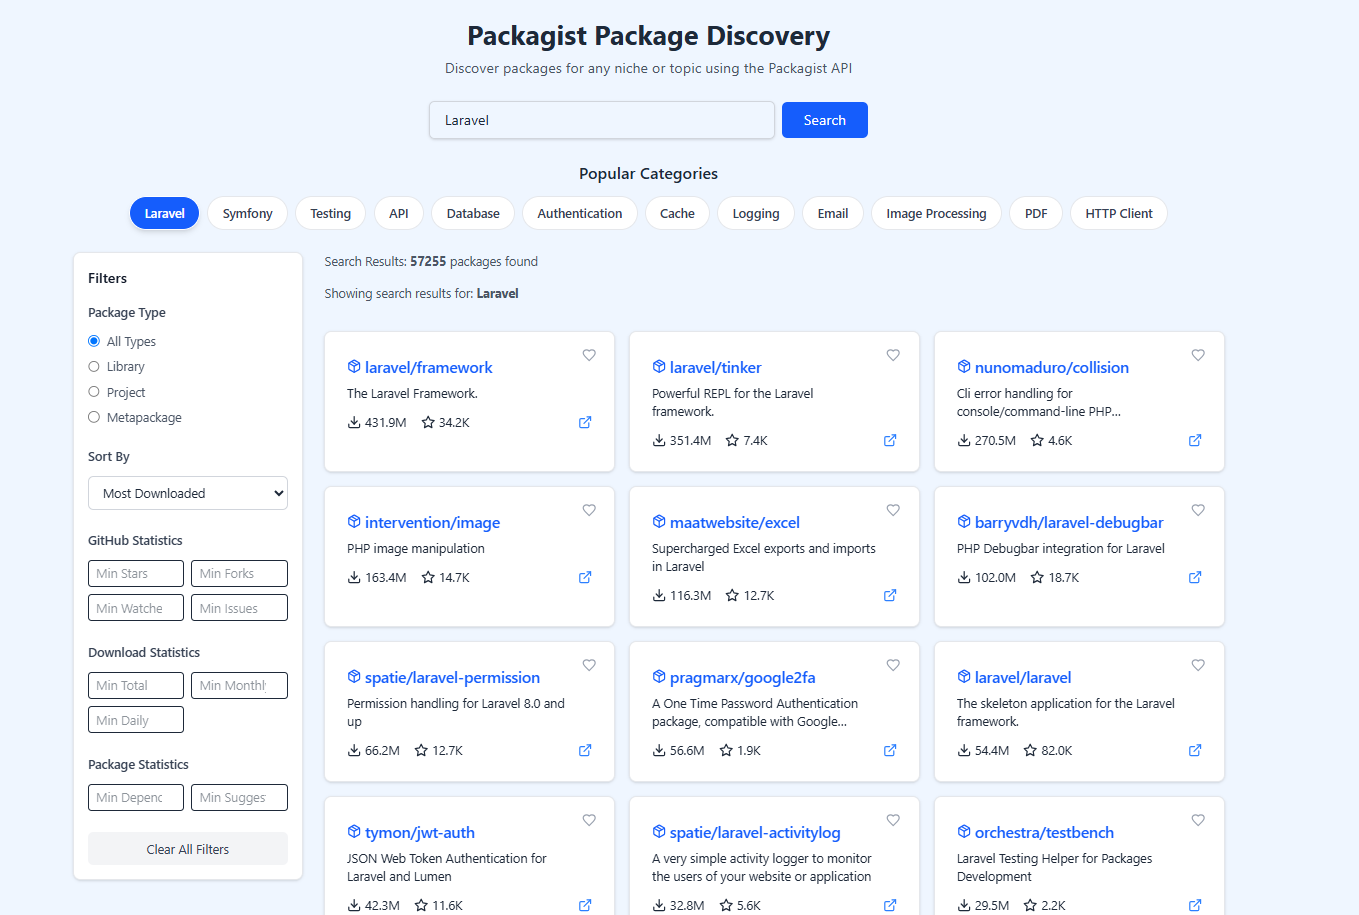 Packagist Package Discovery
Discover packages for any niche or topic using the Packagist API
Laravel
Search
Popular Categories
Laravel
Symfony
Testing
API
Database
Authentication
Cache
Logging
Email
Image Processing
PDF
HTTP Client
Filters
Package Type
All Types
Library
Project
Metapackage
Sort By
Most Downloaded
GitHub Statistics
Min Stars
Min Forks
Min Watche
Min Issues
Download Statistics
Min Total
Min Monthl
Min Daily
Package Statistics
Min Depend
Min Sugges
Clear All Filters
Search Results: 57255 packages found
Showing search results for: Laravel
laravel/framework
The Laravel Framework.
431.9M 34.2K
laravel/tinker
Powerful REPL for the Laravel
framework.
351.4M 7.4K
nunomaduro/collision
Cli error handling for
console/command-line PHP...
270.5M 4.6K
intervention/image
PHP image manipulation
163.4M 14.7K
maatwebsite/excel
Supercharged Excel exports and imports
in Laravel
116.3M 12.7K
barryvdh/laravel-debugbar
PHP Debugbar integration for Laravel
102.0M 18.7K
spatie/laravel-permission
Permission handling for Laravel 8.0 and
up
66.2M 12.7K
pragmarx/google2fa
A One Time Password Authentication
package, compatible with Google...
56.6M 1.9K
laravel/laravel
The skeleton application for the Laravel
framework.
54.4M 82.0K
tymon/jwt-auth
JSON Web Token Authentication for
Laravel and Lumen
42.3M 11.6K
spatie/laravel-activitylog
A very simple activity logger to monitor
the users of your website or application
32.8M 5.6K
orchestra/testbench
Laravel Testing Helper for Packages
Development
29.5M 2.2K